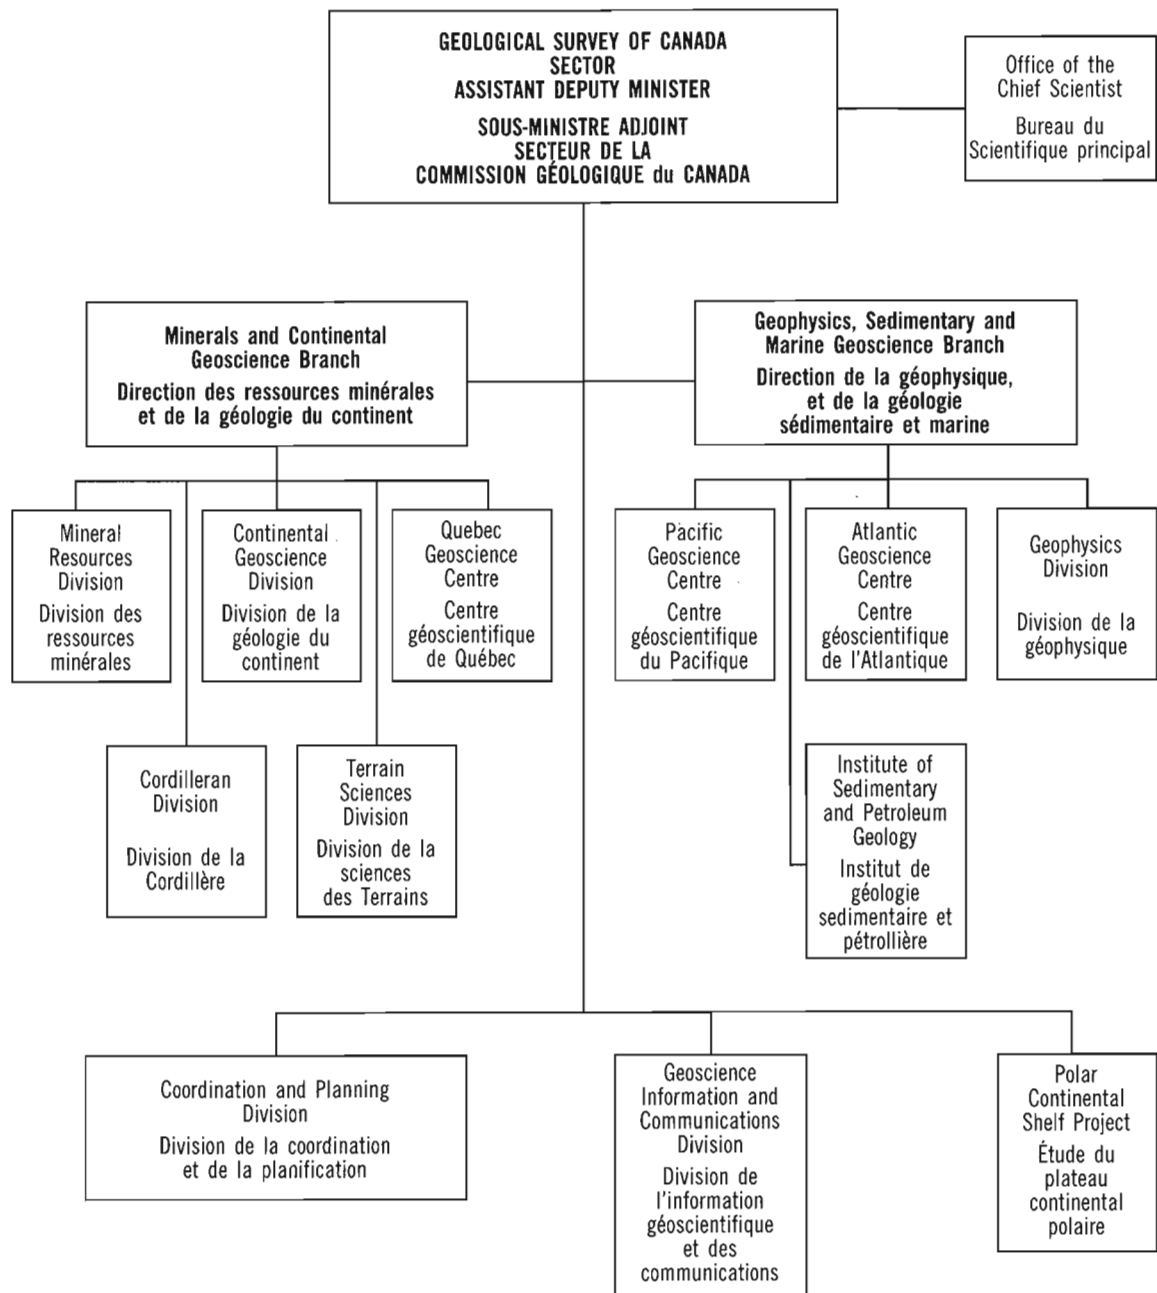 GEOLOGICAL SURVEY OF CANADA
SECTOR
ASSISTANT DEPUTY MINISTER
SOUS-MINISTRE ADJOINT
SECTEUR DE LA
COMMISSION GÉOLOGIQUE du CANADA
Office of the
Chief Scientist
Bureau du
Scientifique principal
Minerals and Continental
Geoscience Branch
Direction des ressources minérales
et de la géologie du continent
Geophysics, Sedimentary and
Marine Geoscience Branch
Direction de la géophysique,
et de la géologie
sédimentaire et marine
Mineral
Resources
Division
Division des
ressources
minérales
Continental
Geoscience
Division
Division de la
géologie du
continent
Quebec
Geoscience
Centre
Centre
géoscientifique
de Québec
Pacific
Geoscience
Centre
Centre
géoscientifique
du Pacifique
Atlantic
Geoscience
Centre
Centre
géoscientifique
de l'Atlantique
Geophysics
Division
Division de la
géophysique
Cordilleran
Division
Division de la
Cordillère
Terrain
Sciences
Division
Division de la
sciences
des Terrains
Institute of
Sedimentary
and Petroleum
Geology
Institut de
géologie
sedimentaire et
pétrollière
Coordination and Planning
Division
Division de la coordination
et de la planification
Geoscience
Information and
Communications
Division
Division de
l'information
géoscientifique
et des
communications
Polar
Continental
Shelf Project
Étude du
plateau
continental
polaire